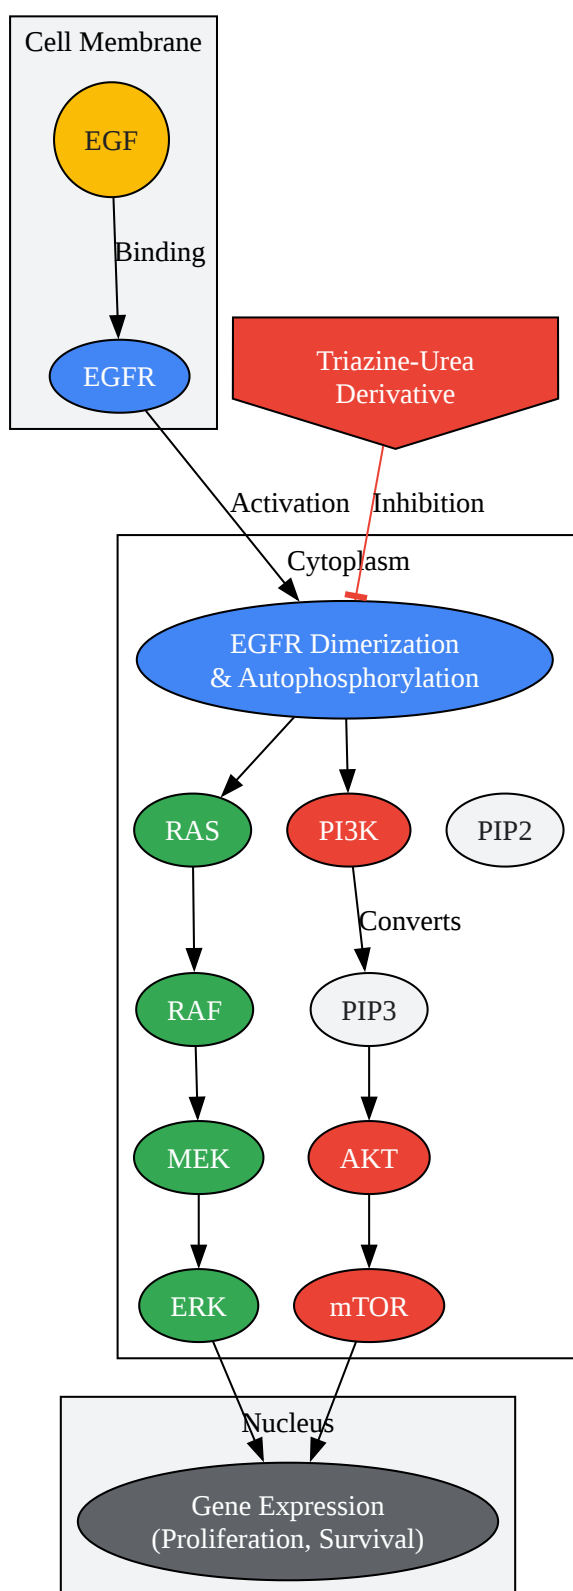 Cell Membrane
EGF
Binding
EGFR
Triazine-Urea
Derivative
Activation
Inhibition
Cytoplasm
EGFR Dimerization
& Autophosphorylation
RAS
PI3K
PIP2
Converts
RAF
PIP3
MEK
AKT
ERK
mTOR
Nucleus
Gene Expression
(Proliferation, Survival)